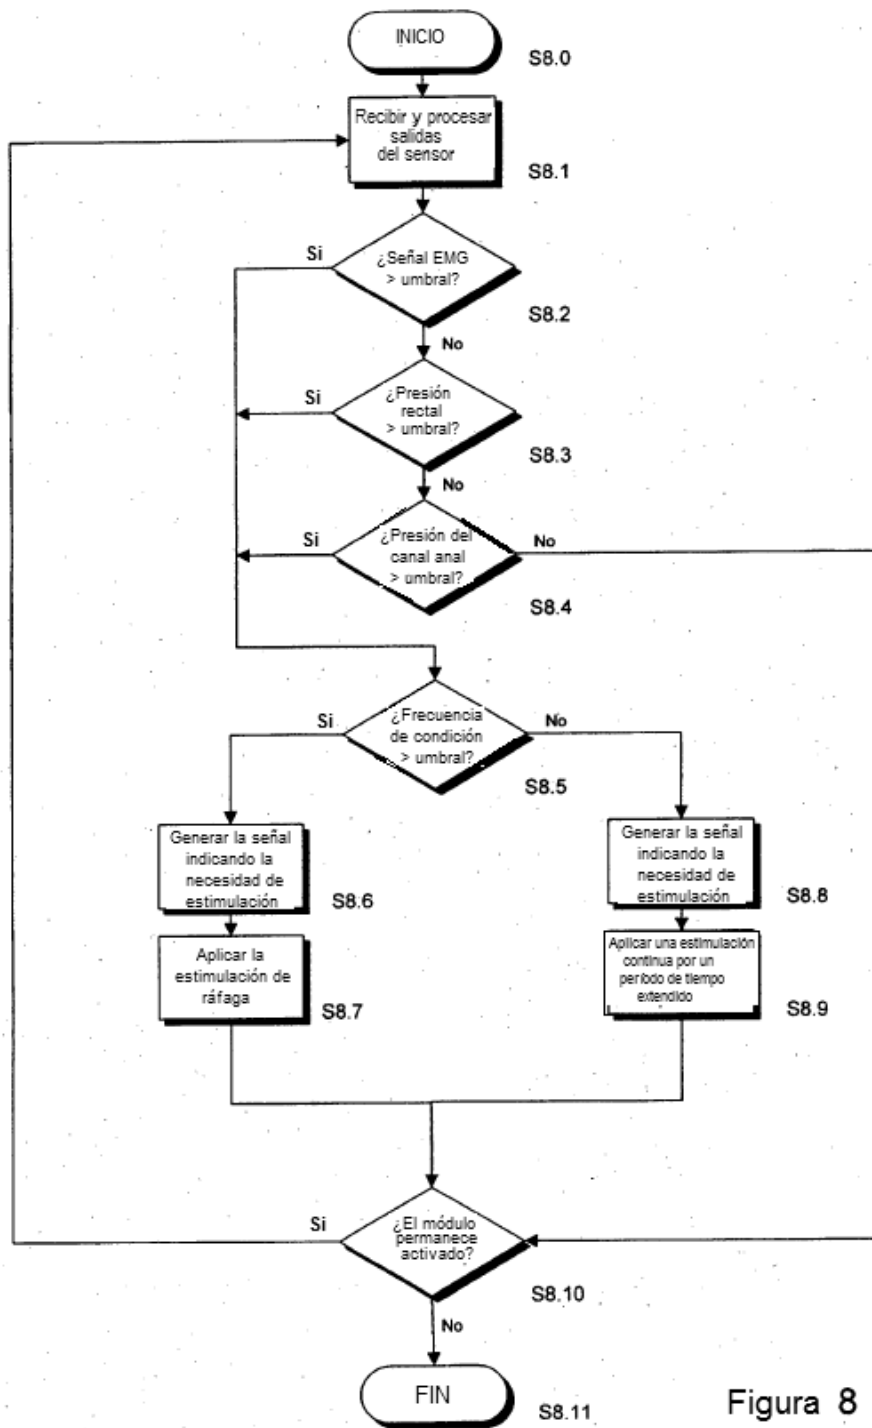 INICIO
S8.0
Recibir y procesar
salidas
del sensor
S8.1
Si
¿Señal EMG
> umbral?
S8.2
No
Si
¿Presión
rectal
> umbral?
S8.3
No
Si
¿Presión del
canal anal
> umbral?
No
S8.4
Si
¿Frecuencia
de condición
> umbral?
No
S8.5
Generar la señal
indicando la
necesidad de
estimulación
S8.6
Generar la señal
indicando la
necesidad de
estimulación
S8.8
Aplicar la
estimulación de
ráfaga
S8.7
Aplicar una estimulación
continua por un
período de tiempo
extendido
S8.9
Si
¿El módulo
permanece
activado?
S8.10
No
FIN
S8.11
Figura 8